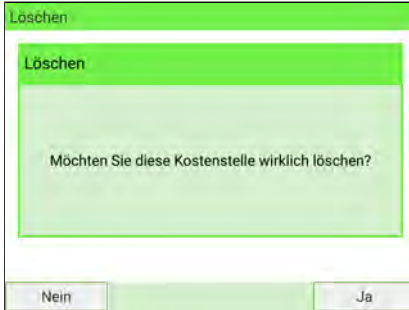 Löschen
Löschen
Möchten Sie diese Kostenstelle wirklich löschen?
Nein
Ja